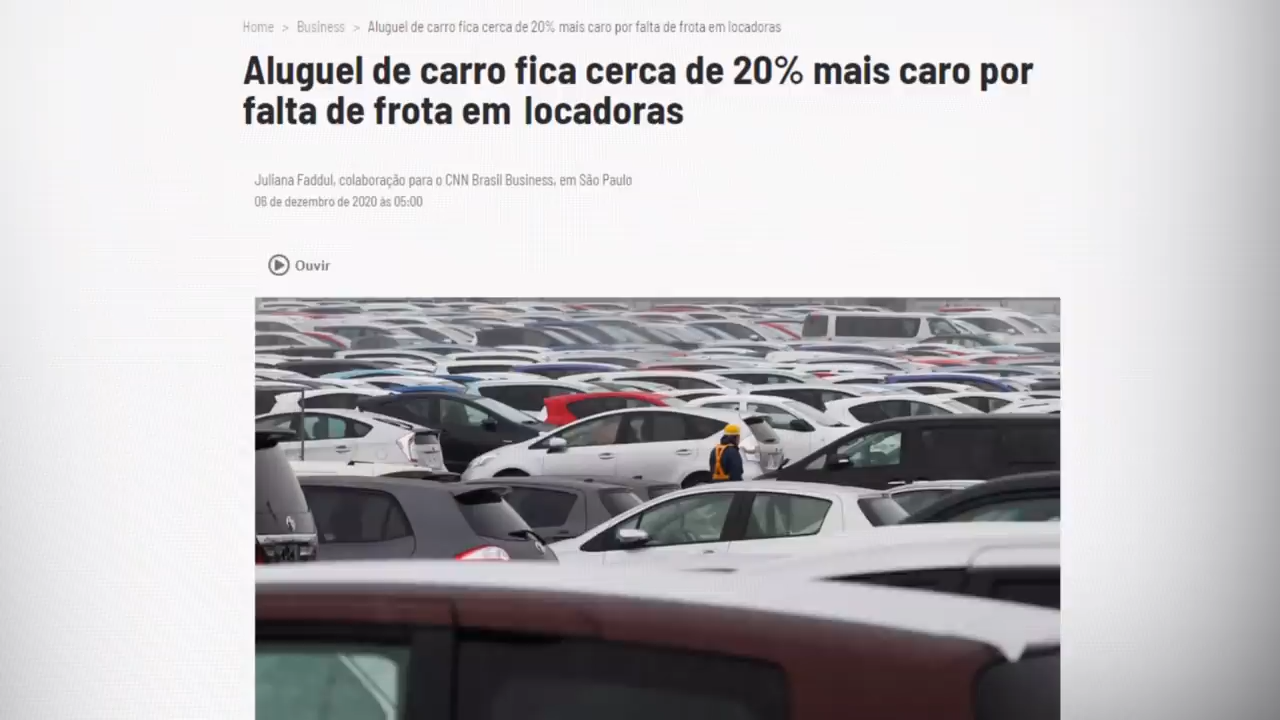 Home > Business > Aluguel de carro fica cerca de 20% mais caro por falta de frota em locadoras
Aluguel de carro fica cerca de 20% mais caro por
falta de frota em locadoras
Juliana Faddul, colaboração para o CNN Brasil Business, em São Paulo
06 de dezembro de 2020 às 05:00
Ouvir